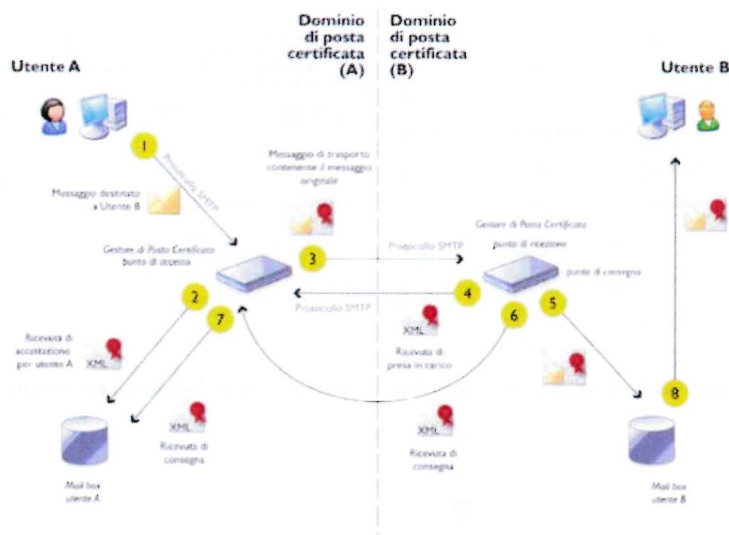 Utente A
Dominio
di posta
certificata
(A)
Dominio
di posta
certificata
(B)
Utente B
1
Protocollo SMTP
Messaggio destinato
a Utente B
Messaggio di trasporto
contenente il messaggio
originale
Gestore di Posta Certificata
punto di accesso
3
Protocollo SMTP
Gestore di Posta Certificata
punto di ricezione
punto di consegna
2
7
Protocollo SMTP
4
6
5
Ricevuta di
accettazione
per utente A
XML
XML
Ricevuta di
presa in carico
XML
Ricevuta di
consegna
XML
Ricevuta di
consegna
8
Mail box
utente A
Mail box
utente B